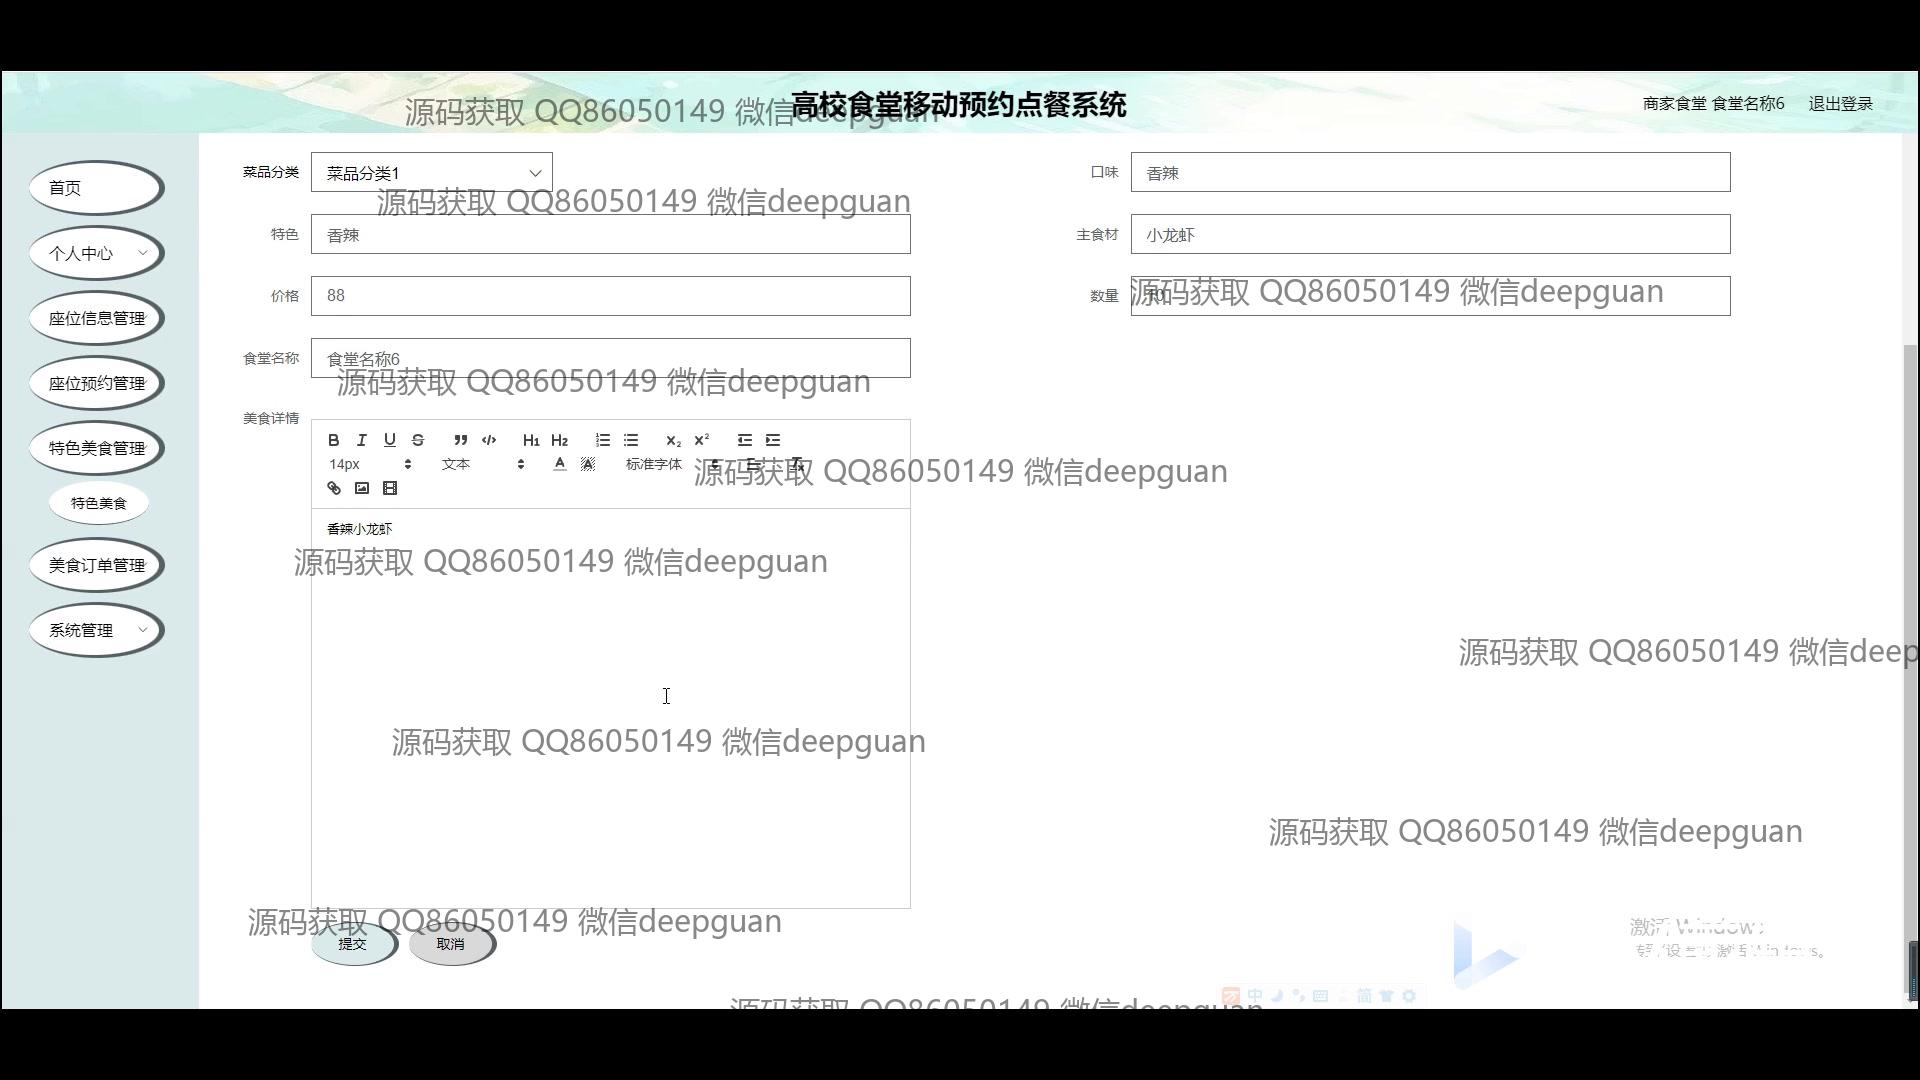 高校食堂移动预约点餐系统
源码获取 QQ86050149 微信deepguan
商家食堂 食堂名称6 退出登录
首页
个人中心
座位信息管理
座位预约管理
特色美食管理
特色美食
美食订单管理
系统管理
菜品分类 菜品分类1
口味 香辣
源码获取 QQ86050149 微信deepguan
特色 香辣
主食材 小龙虾
价格 88
数量
源码获取 QQ86050149 微信deepguan
食堂名称 食堂名称6
源码获取 QQ86050149 微信deepguan
美食详情
B I U S H1 H2 X2 X2
14px 文本 A A 标准字体
源码获取 QQ86050149 微信deepguan
香辣小龙虾
源码获取 QQ86050149 微信deepguan
源码获取 QQ86050149 微信deep
源码获取 QQ86050149 微信deepguan
源码获取 QQ86050149 微信deepguan
源码获取 QQ86050149 微信deepguan
提交 取消
激活 Windows
中 简
源码获取 QQ86050149 微信deepguan